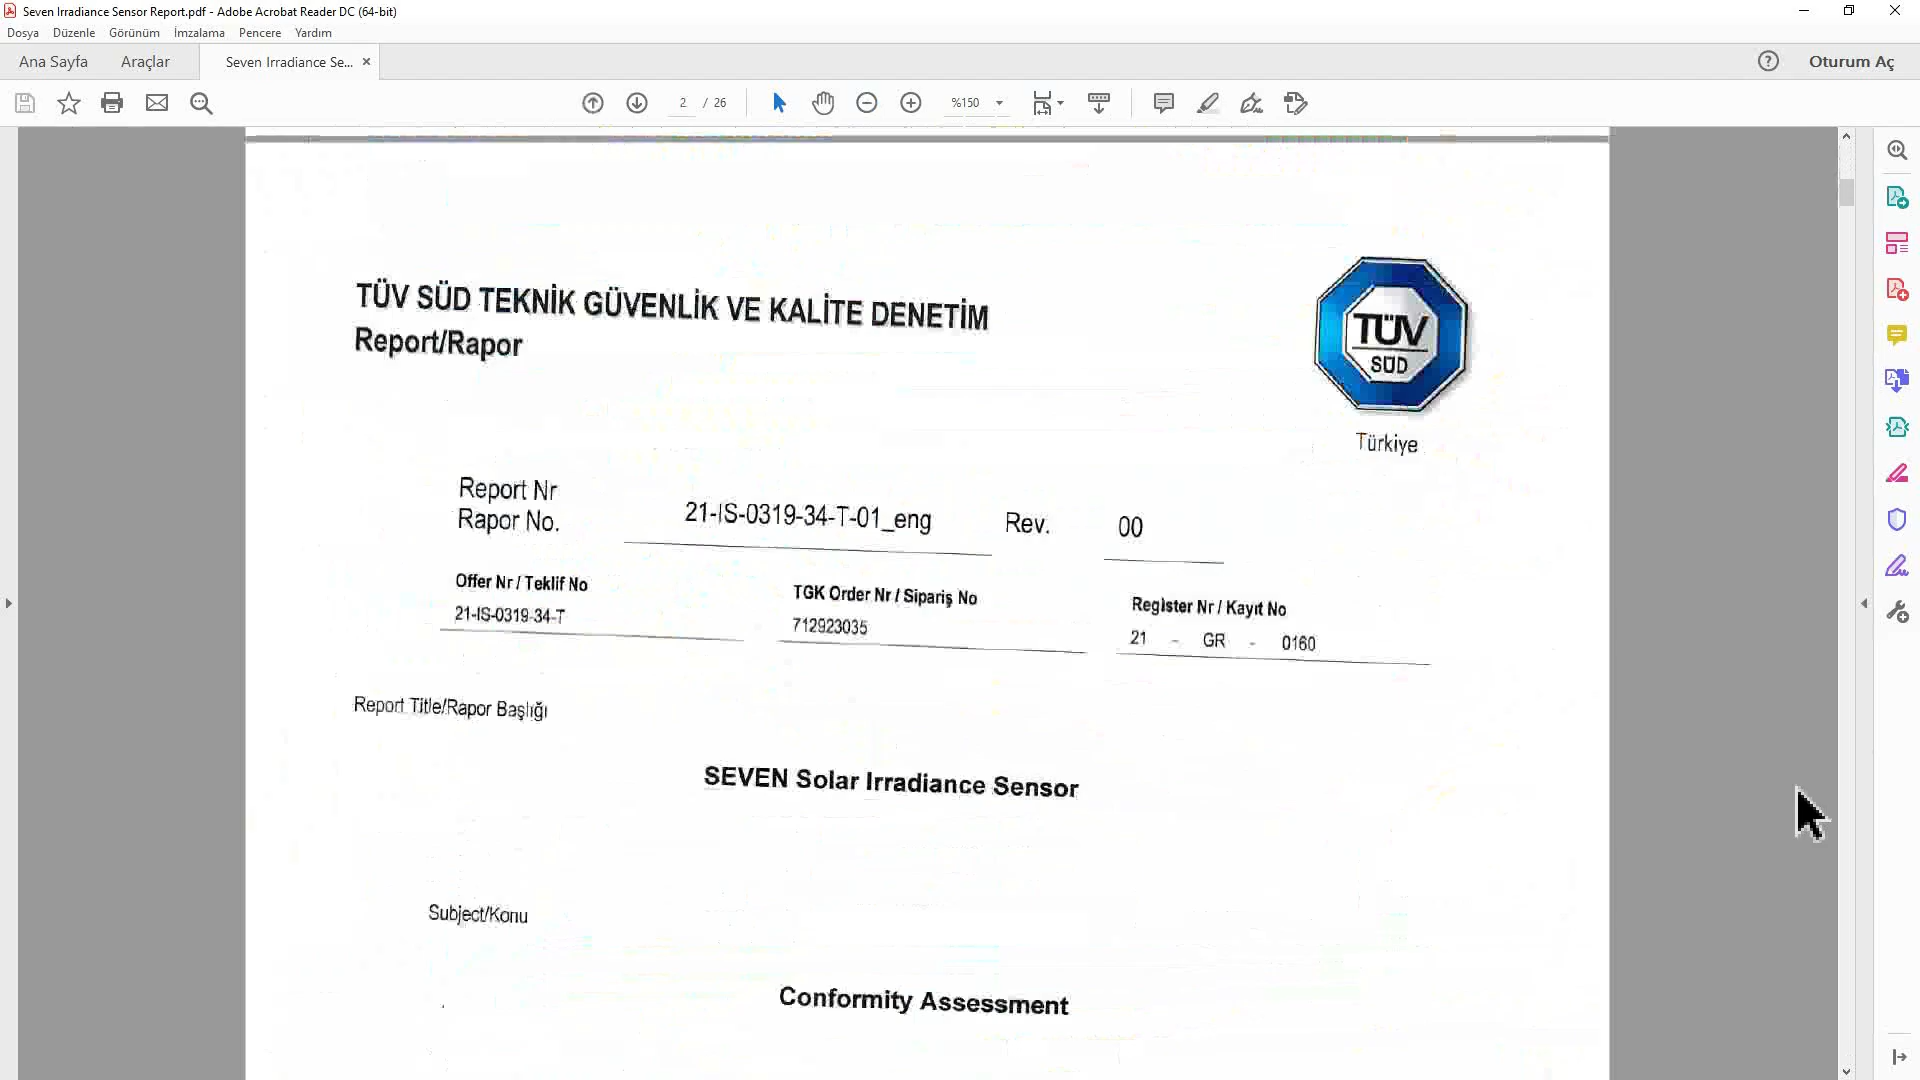 Seven Irradiance Sensor Report.pdf - Adobe Acrobat Reader DC (64-bit)
Dosya Düzenle Görünüm İmzalama Pencere Yardım
Ana Sayfa Araçlar Seven Irradiance Se... × Oturum Aç
2 / 26 %150
TÜV SÜD TEKNİK GÜVENLİK VE KALİTE DENETİM
Report/Rapor
TÜV
SÜD
Türkiye
Report Nr
Rapor No. 21-IS-0319-34-T-01_eng Rev. 00
Offer Nr / Teklif No TGK Order Nr / Sipariş No Register Nr / Kayıt No
21-IS-0319-34-T 712923035 21 - GR - 0160
Report Title/Rapor Başlığı
SEVEN Solar Irradiance Sensor
Subject/Konu
Conformity Assessment